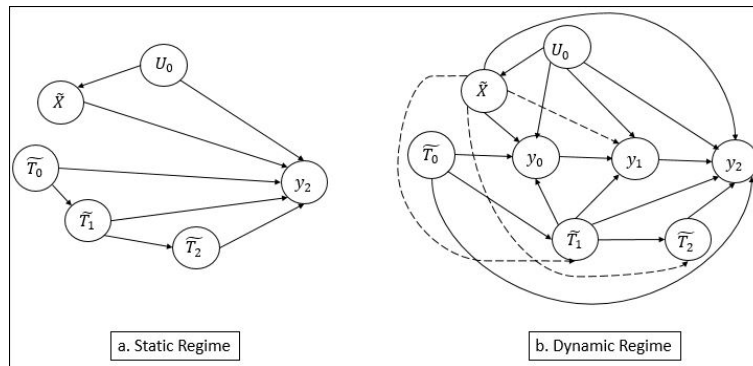 U₀
X̃
T̃₀
y₂
T̃₁
T̃₂
a. Static Regime
U₀
X̃
T̃₀
y₀
y₁
y₂
T̃₁
T̃₂
b. Dynamic Regime